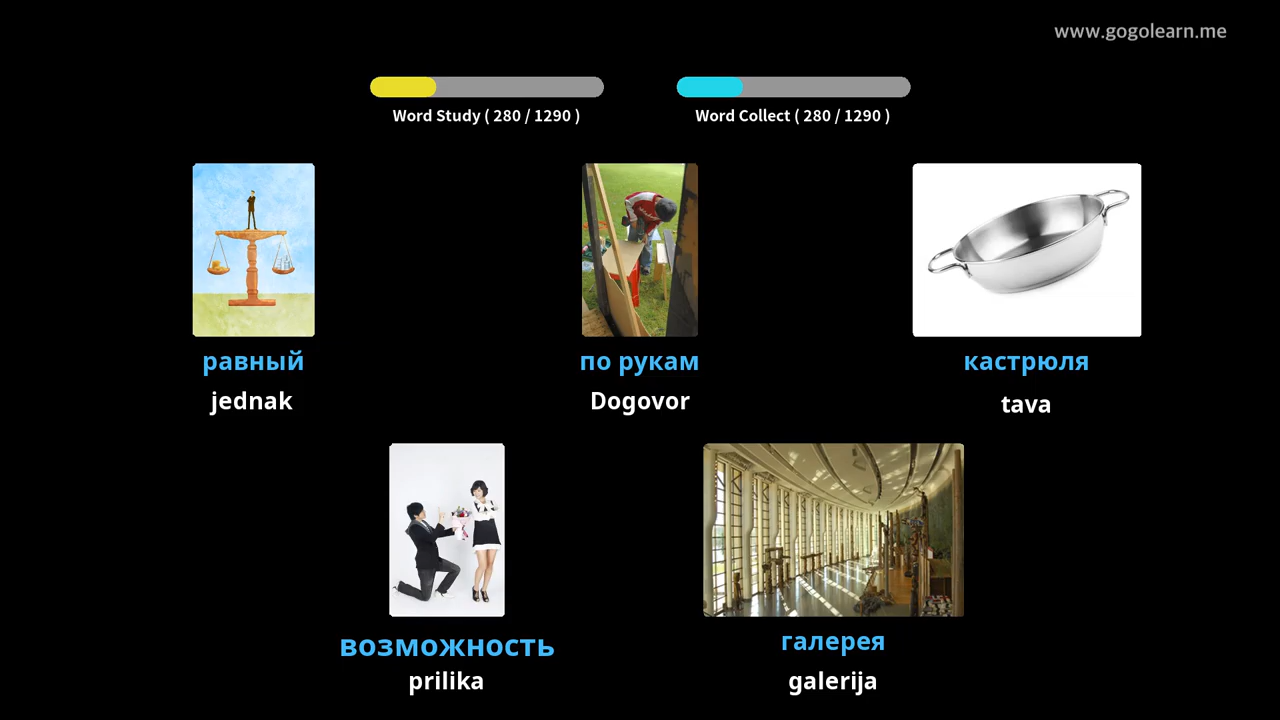 www.gogolearn.me
Word Study ( 280 / 1290 )
Word Collect ( 280 / 1290 )
равный
jednak
по рукам
Dogovor
кастрюля
tava
возможность
prilika
галерея
galerija